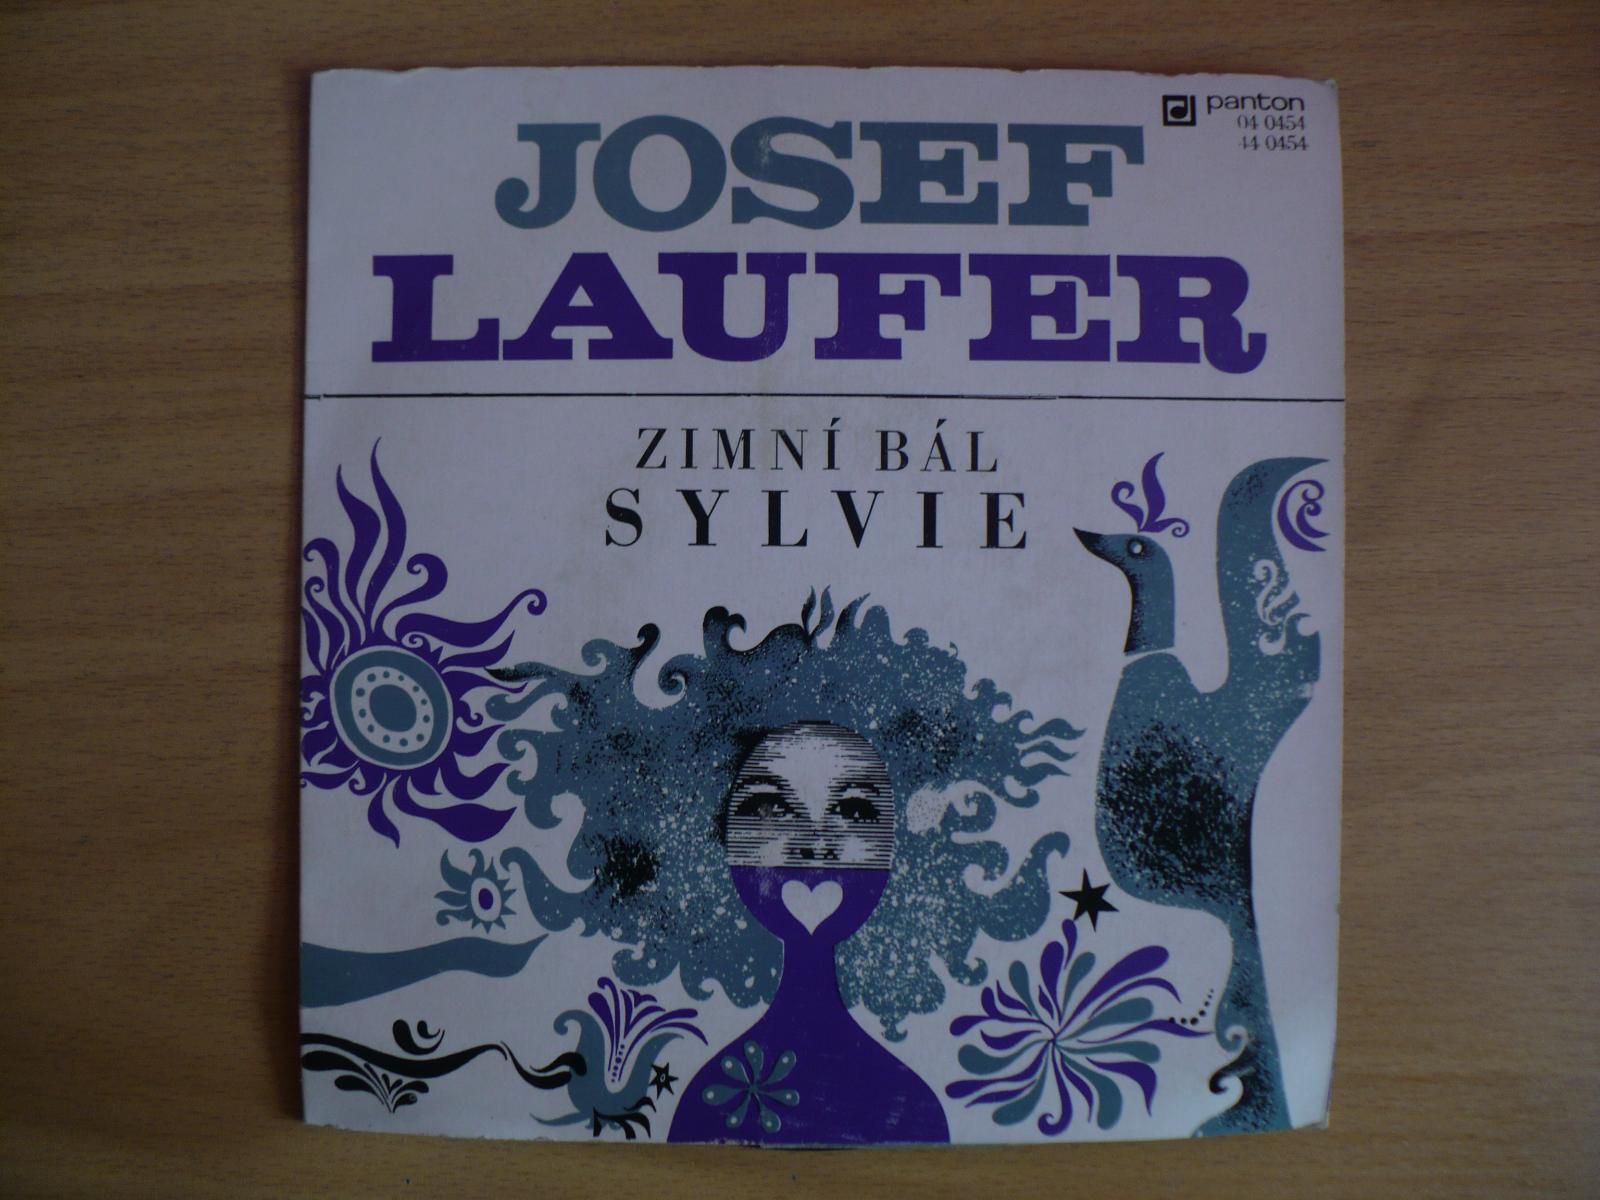 panton
04 0454
44 0454
JOSEF
LAUFER
ZIMNÍ BÁL
SYLVIE